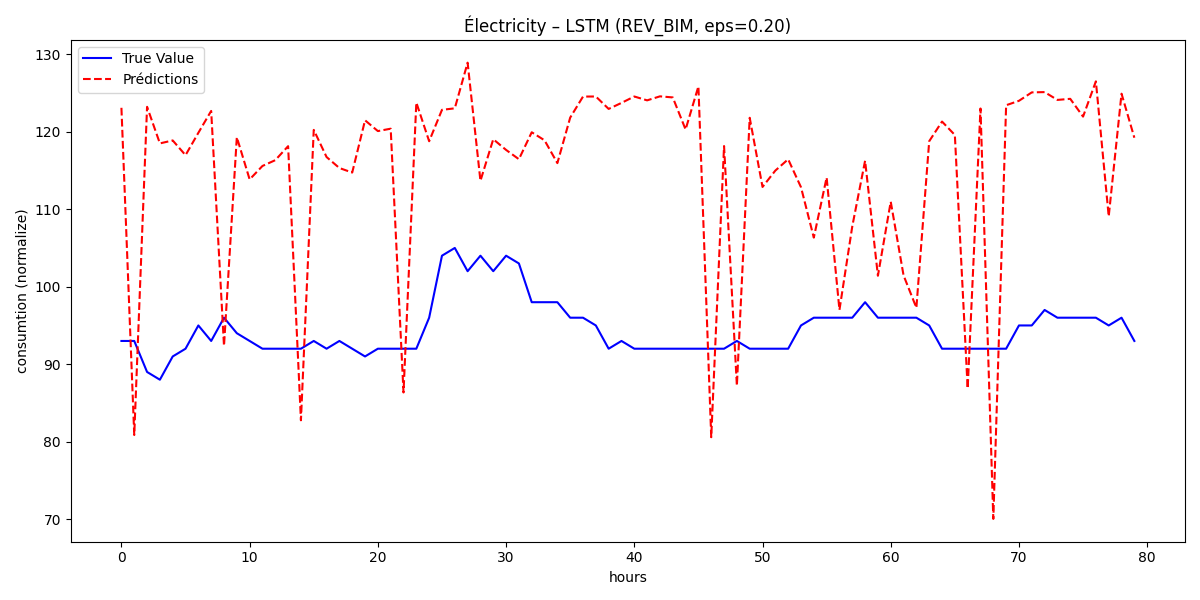 Électricity – LSTM (REV_BIM, eps=0.20)
True Value
Prédictions
consumtion (normalize)
130
120
110
100
90
80
70
0 10 20 30 40 50 60 70 80
hours